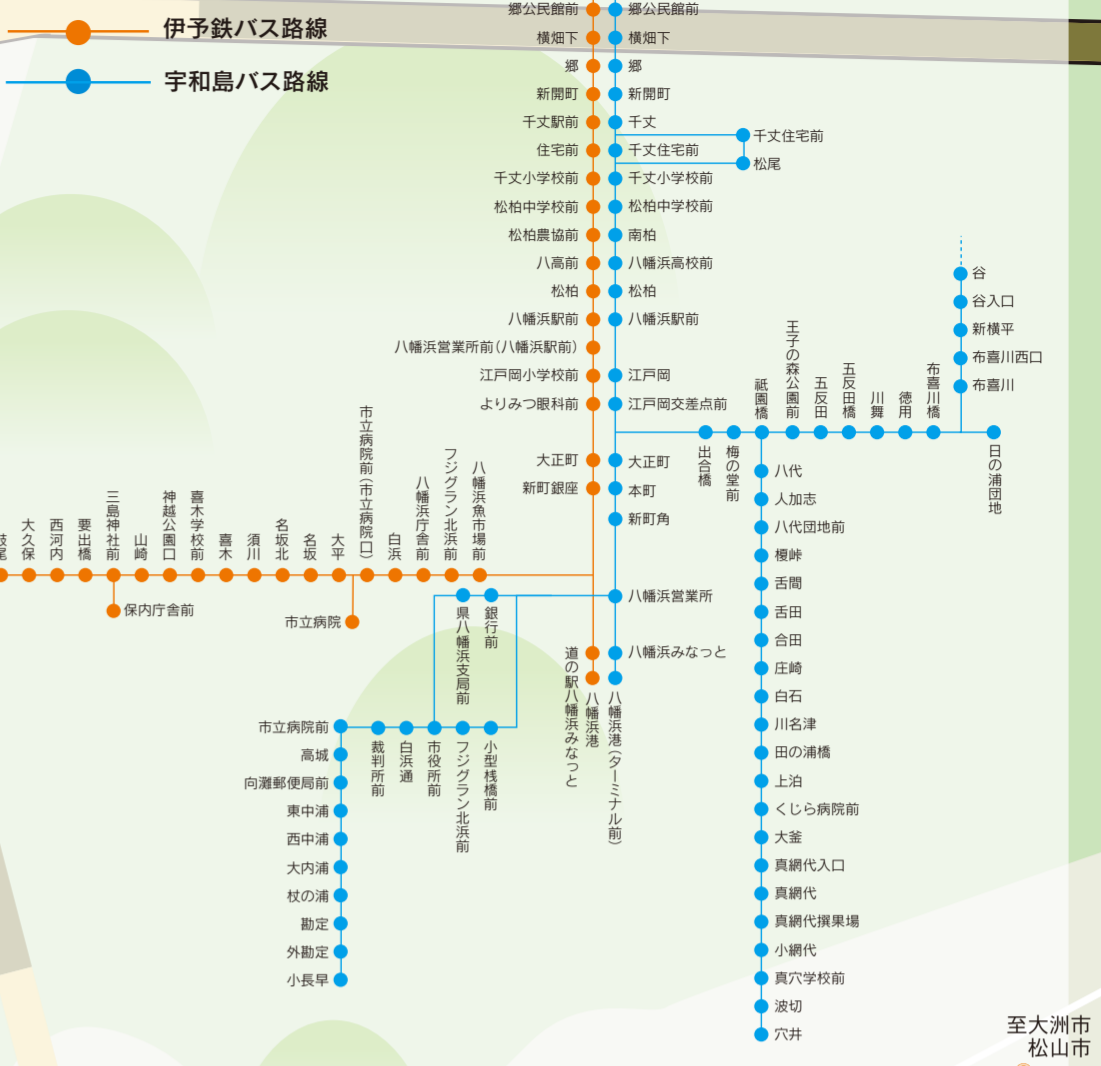 伊予鉄バス路線
宇和島バス路線
郷公民館前
横畑下
郷
新開町
千丈駅前
住宅前
千丈小学校前
松柏中学校前
松柏農協前
八高前
松柏
八幡浜駅前
八幡浜営業所前(八幡浜駅前)
江戸岡小学校前
よりみつ眼科前
大正町
新町銀座
郷公民館前
横畑下
郷
新開町
千丈
千丈住宅前
千丈小学校前
松柏中学校前
南柏
八幡浜高校前
松柏
八幡浜駅前
江戸岡
江戸岡交差点前
大正町
本町
新町角
八幡浜営業所
八幡浜みなっと
千丈住宅前
松尾
谷
谷入口
新横平
布喜川西口
布喜川
出合橋
梅の堂前
祇園橋
王子の森公園前
五反田
五反田橋
川舞
徳用
布喜川橋
日の浦団地
八代
人加志
八代団地前
榎峠
舌間
舌田
合田
庄崎
白石
川名津
田の浦橋
上泊
くじら病院前
大釜
真網代入口
真網代
真網代撰果場
小網代
真穴学校前
波切
穴井
大久保
西河内
要出橋
三島神社前
山崎
神越公園口
喜木学校前
喜木
須川
名坂北
名坂
大平
市立病院前(市立病院口)
白浜
八幡浜庁舎前
フジグラン北浜前
八幡浜魚市場前
保内庁舎前
市立病院
県八幡浜支局前
銀行前
道の駅八幡浜みなっと
八幡浜港
八幡浜港(ターミナル前)
市立病院前
高城
向灘郵便局前
東中浦
西中浦
大内浦
杖の浦
勘定
外勘定
小長早
裁判所前
白浜通
市役所前
フジグラン北浜前
小型桟橋前
至大洲市
松山市